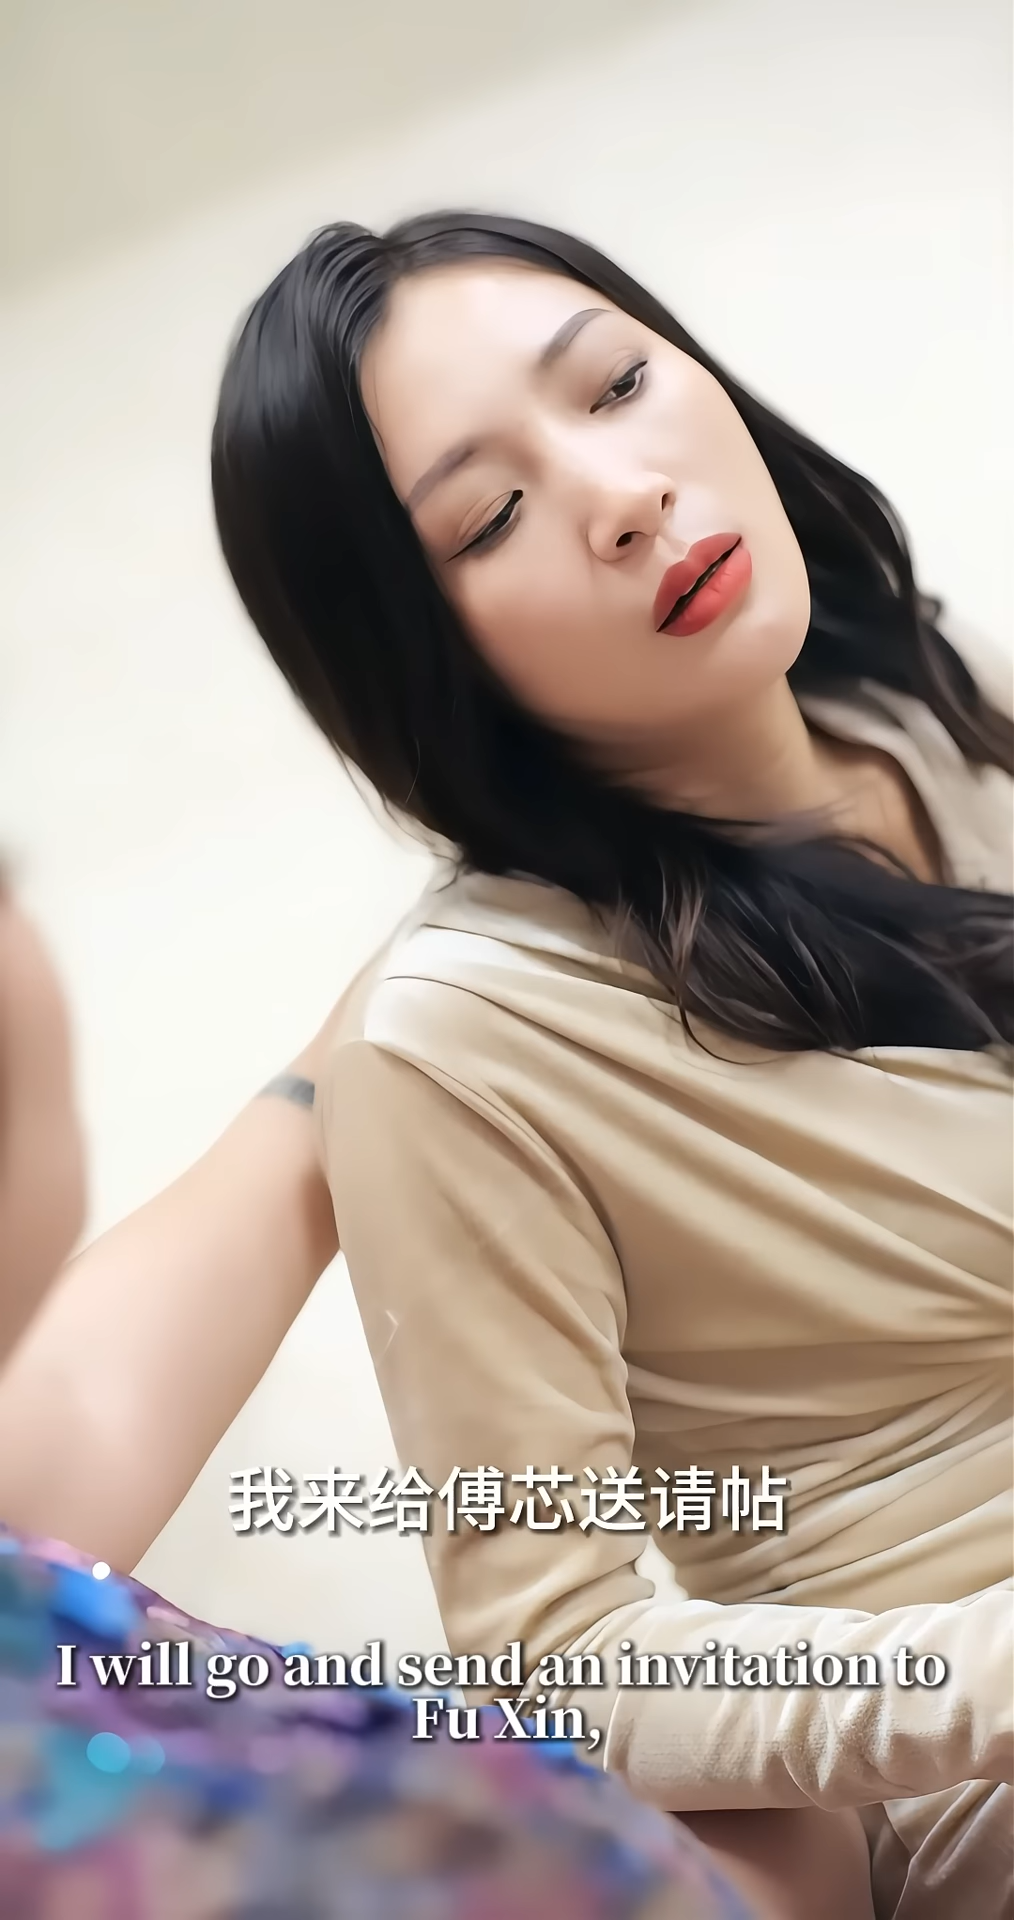 我来给傅芯送请帖
I will go and send an invitation to
Fu Xin,